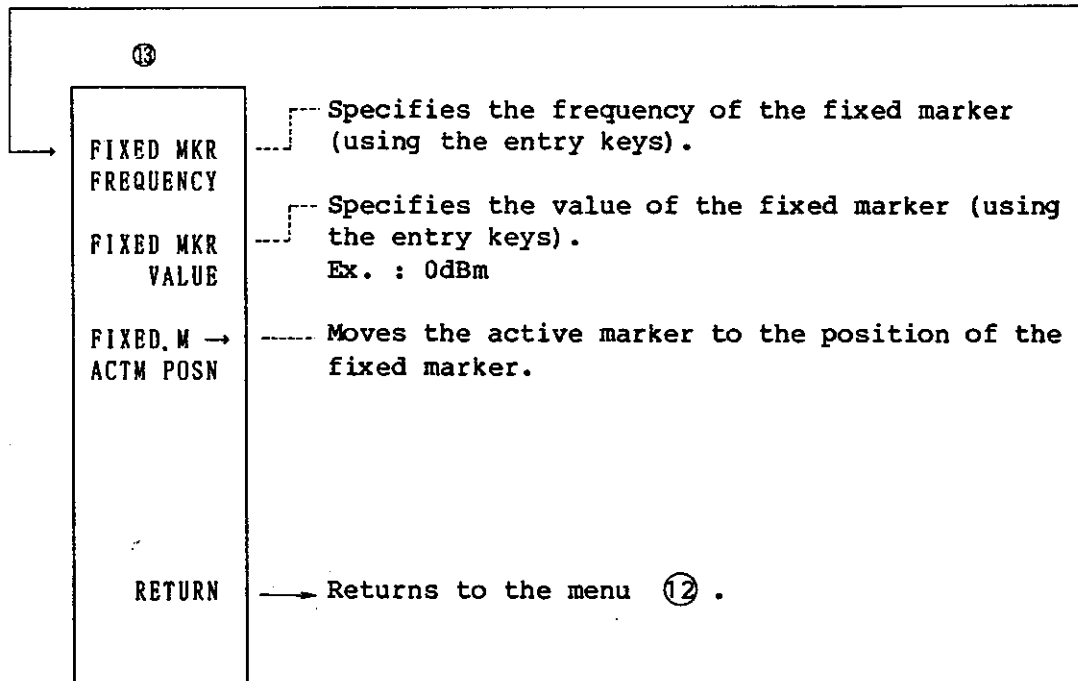 ⑬
FIXED MKR
FREQUENCY
Specifies the frequency of the fixed marker
(using the entry keys).
FIXED MKR
VALUE
Specifies the value of the fixed marker (using
the entry keys).
Ex. : 0dBm
FIXED.M →
ACTM POSN
Moves the active marker to the position of the
fixed marker.
RETURN
Returns to the menu ⑫ .